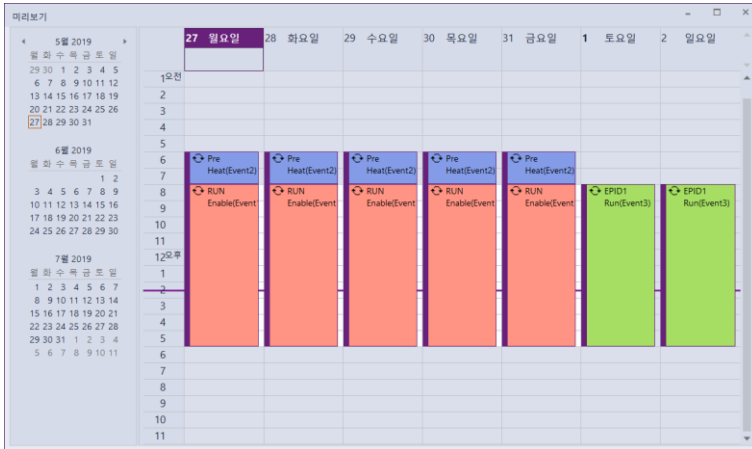 미리보기
5월 2019
월 화 수 목 금 토 일
29 30 1 2 3 4 5
6 7 8 9 10 11 12
13 14 15 16 17 18 19
20 21 22 23 24 25 26
27 28 29 30 31
6월 2019
월 화 수 목 금 토 일
1 2
3 4 5 6 7 8 9
10 11 12 13 14 15 16
17 18 19 20 21 22 23
24 25 26 27 28 29 30
7월 2019
월 화 수 목 금 토 일
1 2 3 4 5 6 7
8 9 10 11 12 13 14
15 16 17 18 19 20 21
22 23 24 25 26 27 28
29 30 31 1 2 3 4
5 6 7 8 9 10 11
27 월요일 28 화요일 29 수요일 30 목요일 31 금요일 1 토요일 2 일요일
1오전
2
3
4
5
6 Pre Pre Pre Pre Pre
Heat(Event2) Heat(Event2) Heat(Event2) Heat(Event2) Heat(Event2)
7
8 RUN RUN RUN RUN RUN EPID1 EPID1
Enable(Event Enable(Event Enable(Event Enable(Event Enable(Event Run(Event3) Run(Event3)
9
10
11
12오후
1
2
3
4
5
6
7
8
9
10
11